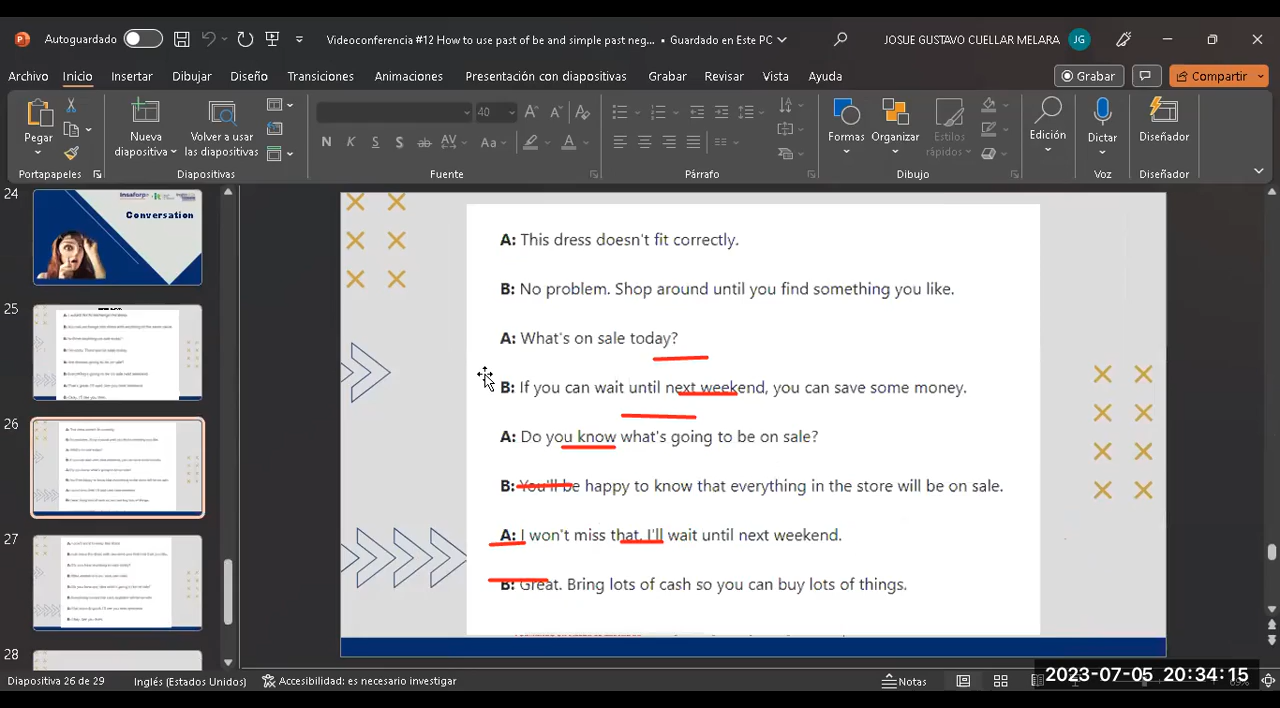 Autoguardado
Videoconferencia #12 How to use past of be and simple past neg... • Guardado en Este PC
JOSUE GUSTAVO CUELLAR MELARA JG
Archivo Inicio Insertar Dibujar Diseño Transiciones Animaciones Presentación con diapositivas Grabar Revisar Vista Ayuda
Grabar Compartir
40
Pegar Nueva diapositiva Volver a usar las diapositivas
N K S S ab AV Aa A
Formas Organizar Estilos rápidos Edición Dictar Diseñador
Portapapeles Diapositivas Fuente Párrafo Dibujo Voz Diseñador
24
Insaforp
Conversation
25
26
27
28
A: This dress doesn't fit correctly.
B: No problem. Shop around until you find something you like.
A: What's on sale today?
B: If you can wait until next weekend, you can save some money.
A: Do you know what's going to be on sale?
B: You'll be happy to know that everything in the store will be on sale.
A: I won't miss that. I'll wait until next weekend.
B: Great. Bring lots of cash so you can buy lots of things.
Diapositiva 26 de 29 Inglés (Estados Unidos) Accesibilidad: es necesario investigar Notas
2023-07-05 20:34:15